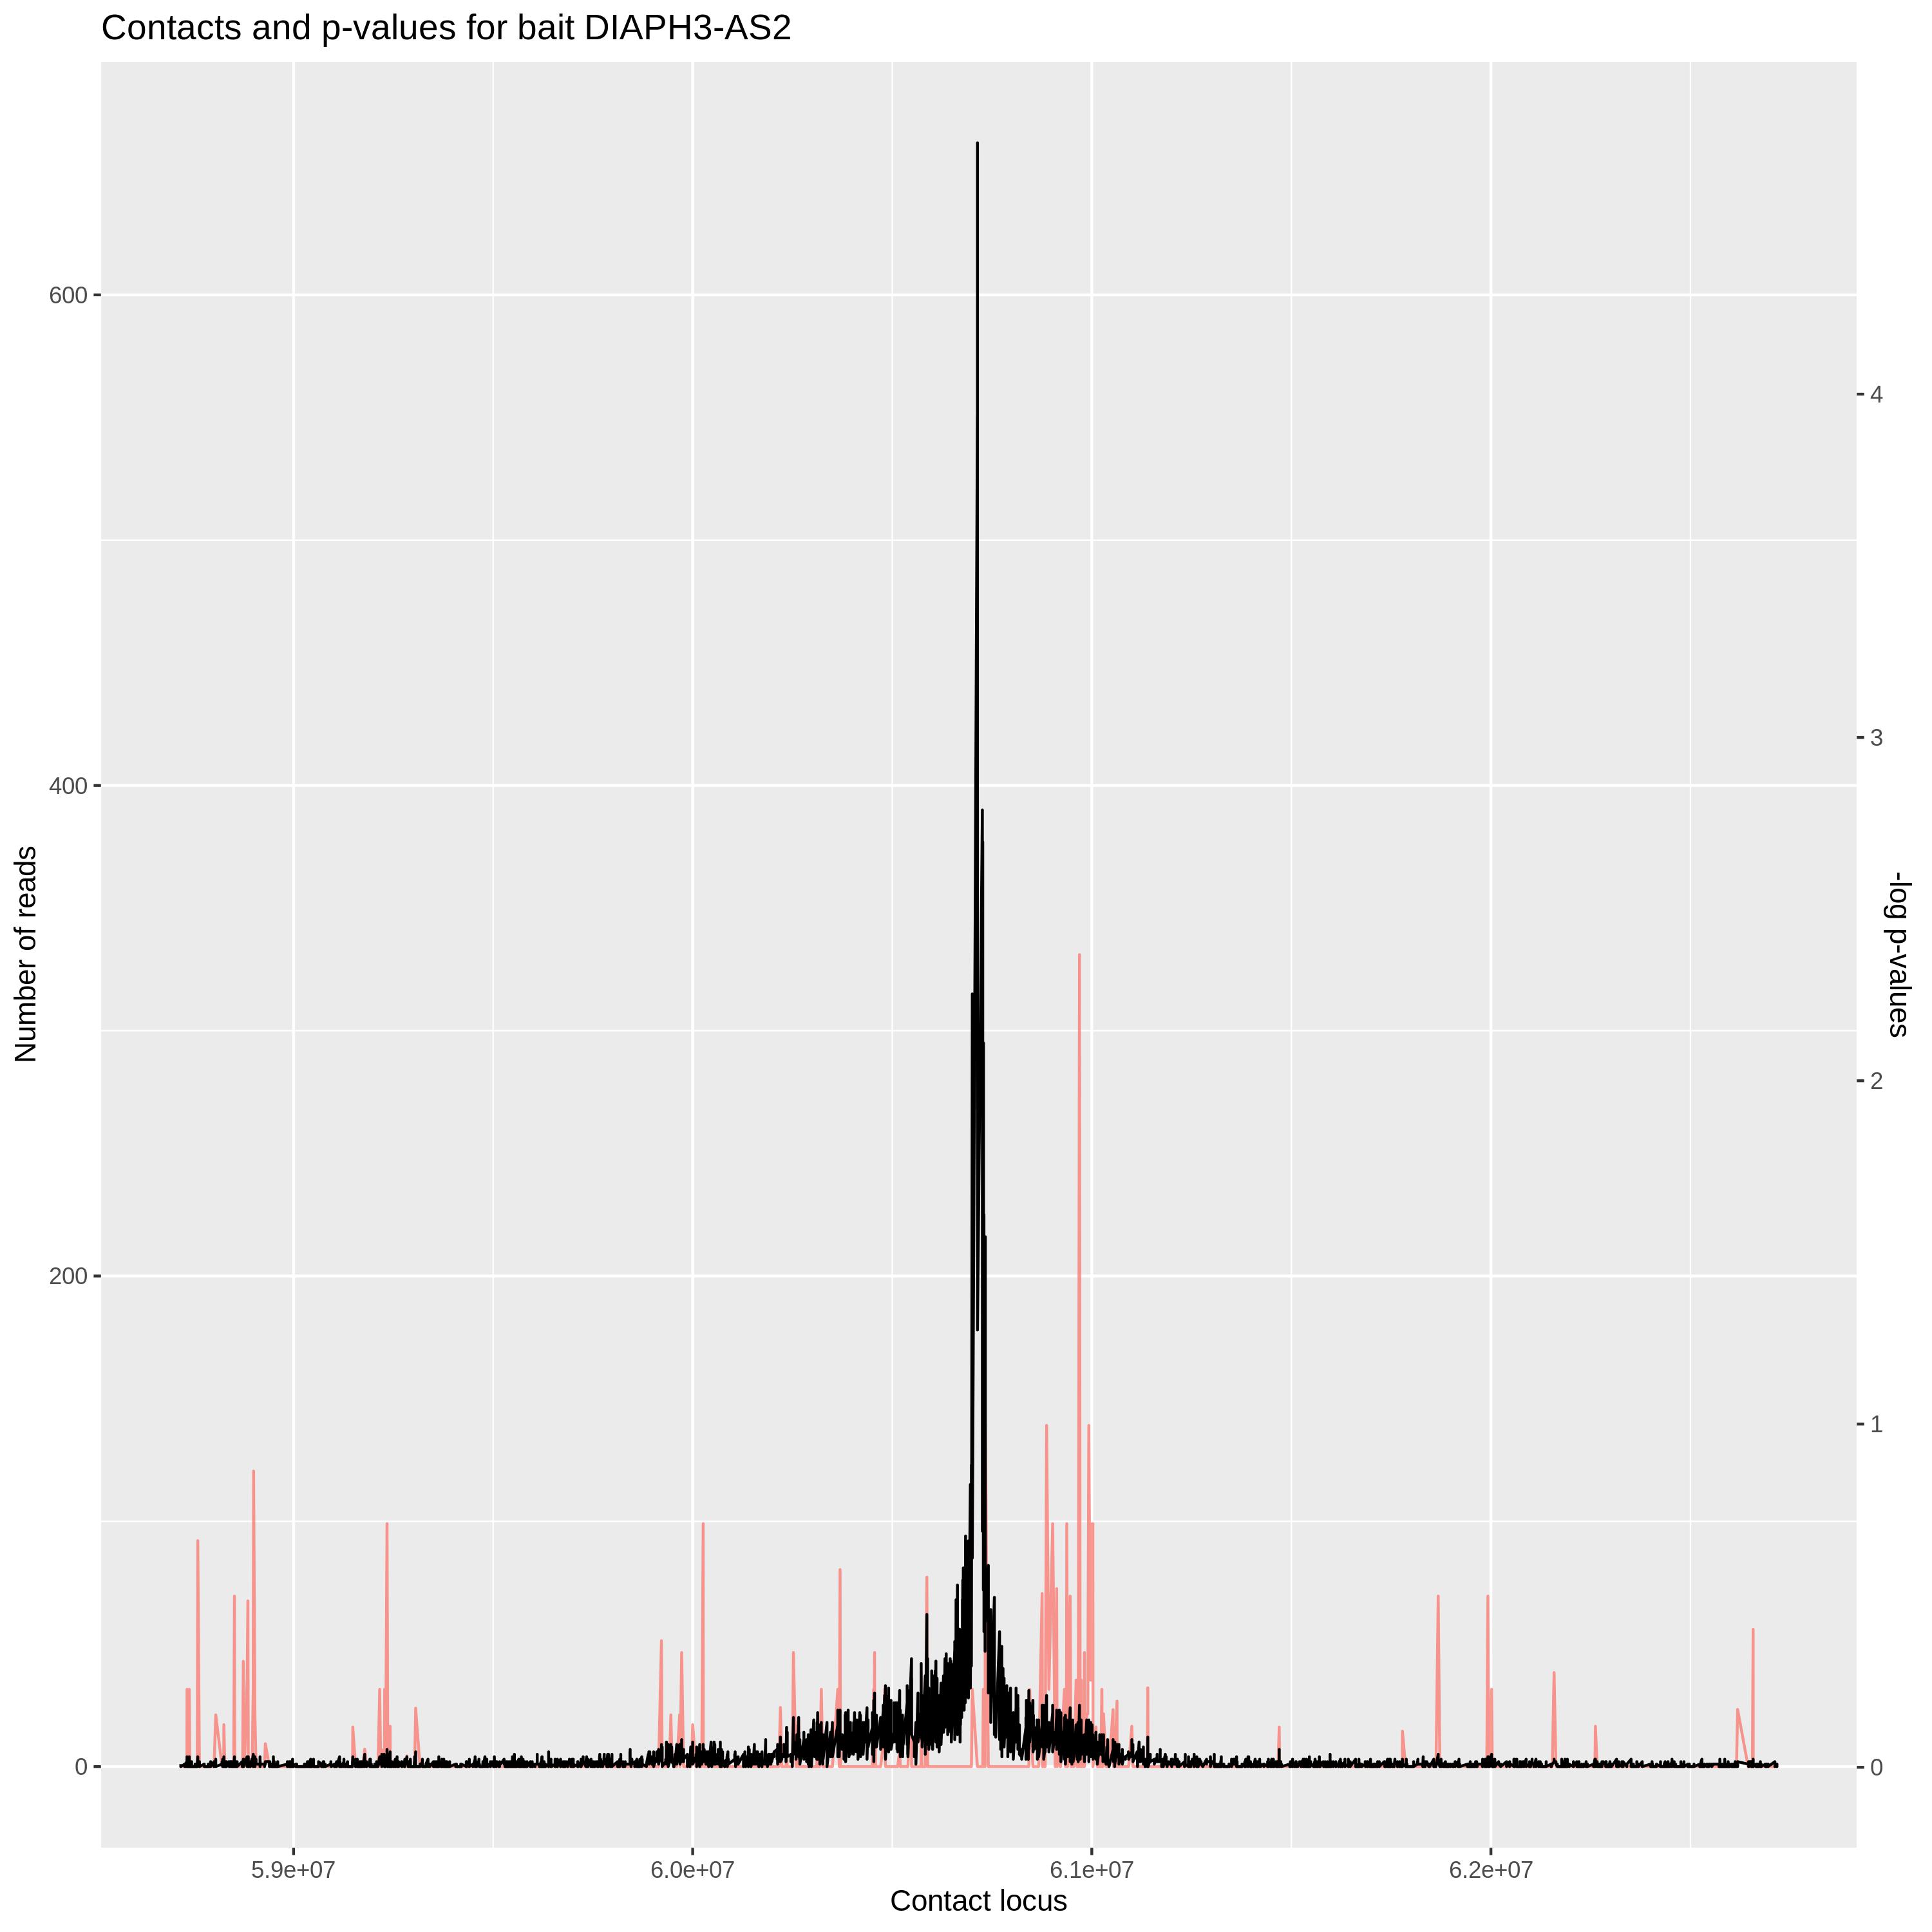 Contacts and p-values for bait DIAPH3-AS2
600
400
200
0
Number of reads
4
3
2
1
0
-log p-values
5.9e+07
6.0e+07
6.1e+07
6.2e+07
Contact locus